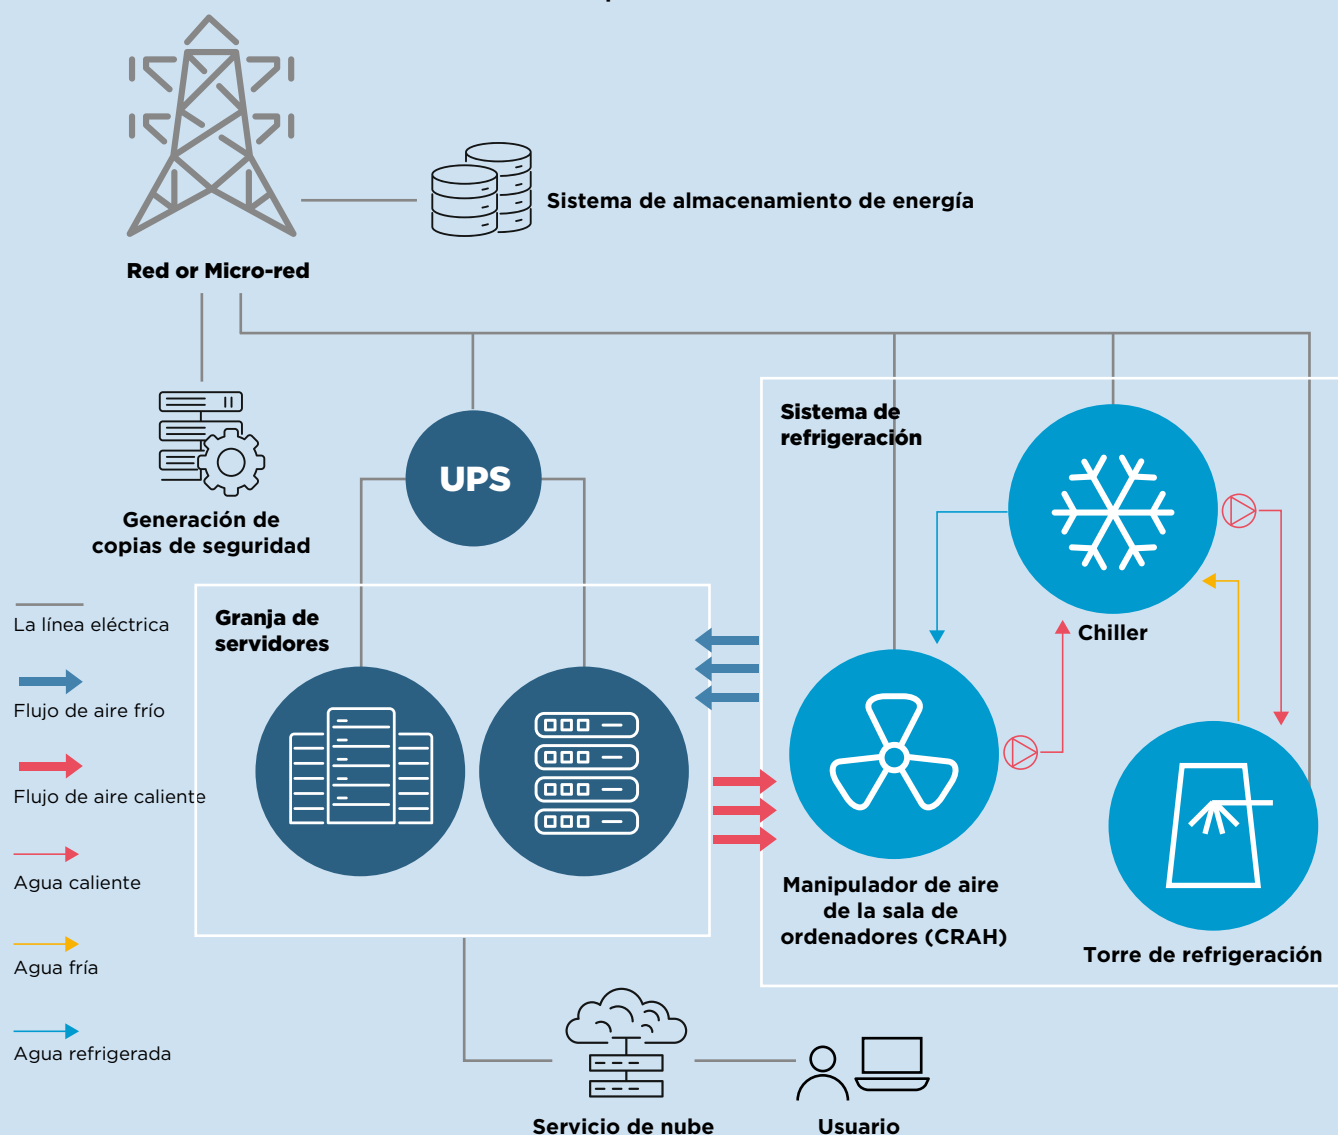 Sistema de almacenamiento de energía
Red or Micro-red
Generación de
copias de seguridad
UPS
Sistema de
refrigeración
Chiller
Granja de
servidores
La línea eléctrica
Flujo de aire frío
Flujo de aire caliente
Agua caliente
Agua fría
Agua refrigerada
Manipulador de aire
de la sala de
ordenadores (CRAH)
Torre de refrigeración
Servicio de nube
Usuario